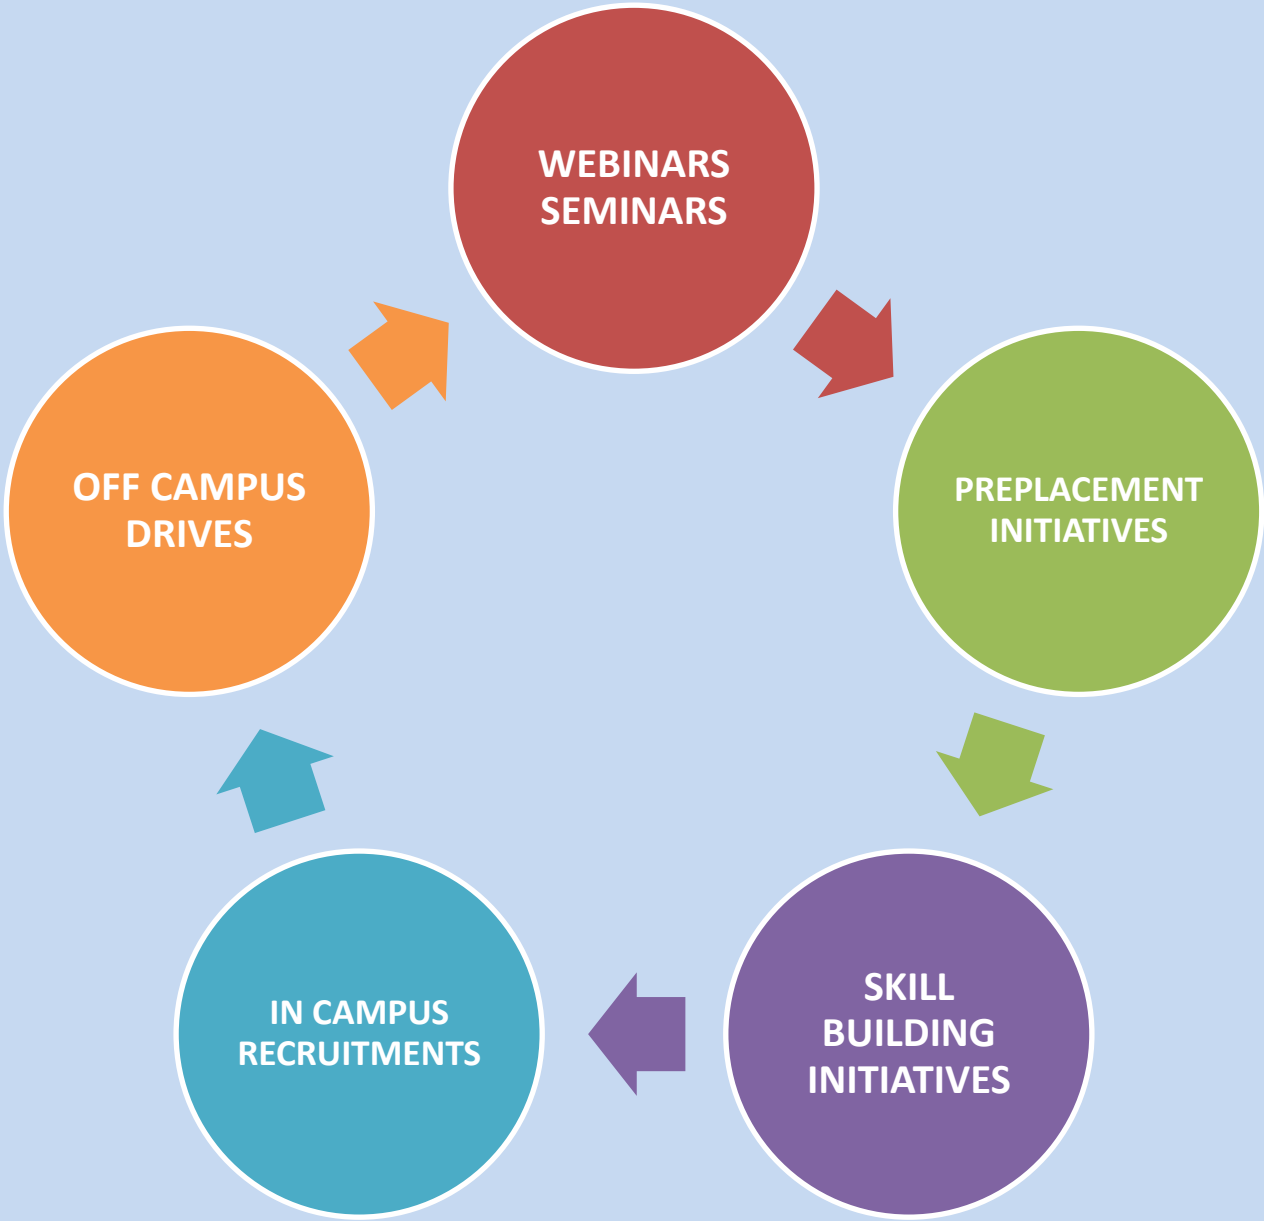 WEBINARS
SEMINARS
PREPLACEMENT
INITIATIVES
SKILL
BUILDING
INITIATIVES
IN CAMPUS
RECRUITMENTS
OFF CAMPUS
DRIVES